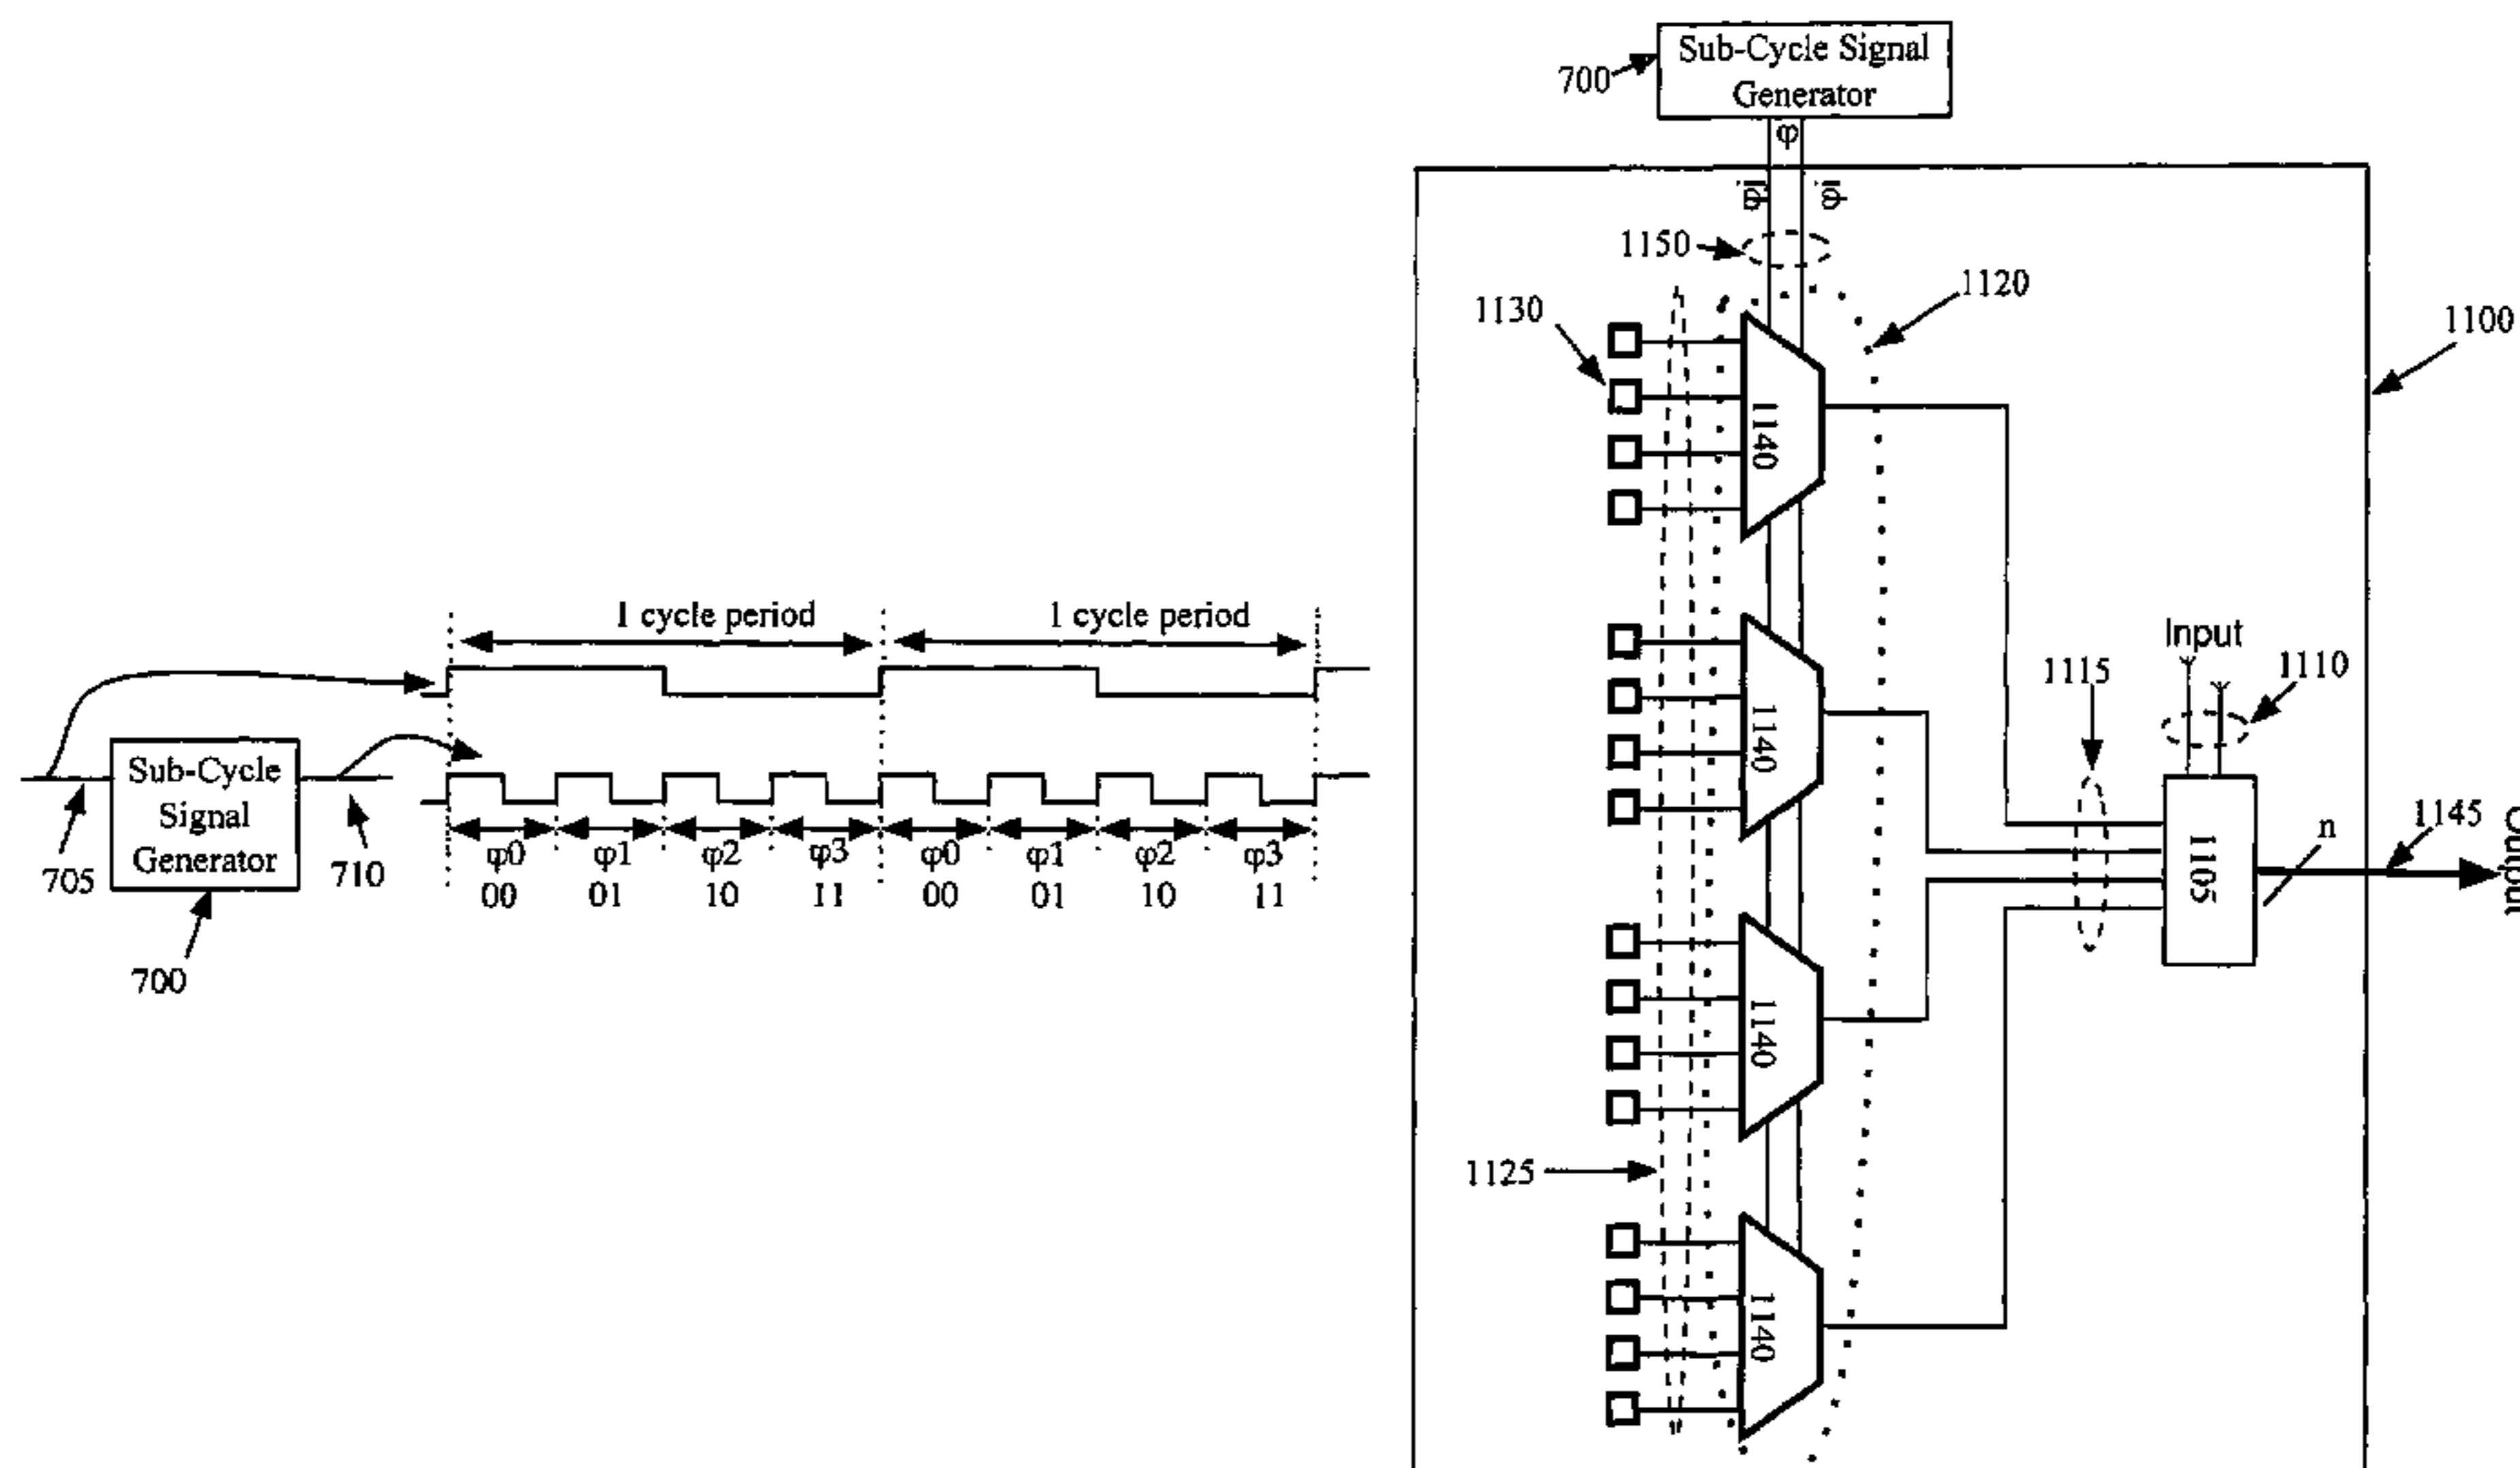 Sub-Cycle Signal
Generator
700
φ
1150
1120
1130
1100
1140
1 cycle period
1 cycle period
Input
1110
1115
1140
Sub-Cycle
Signal
Generator
705
710
φ0 φ1 φ2 φ3 φ0 φ1 φ2 φ3
00 01 10 11 00 01 10 11
700
n
1145
Output
1105
1140
1125
1140